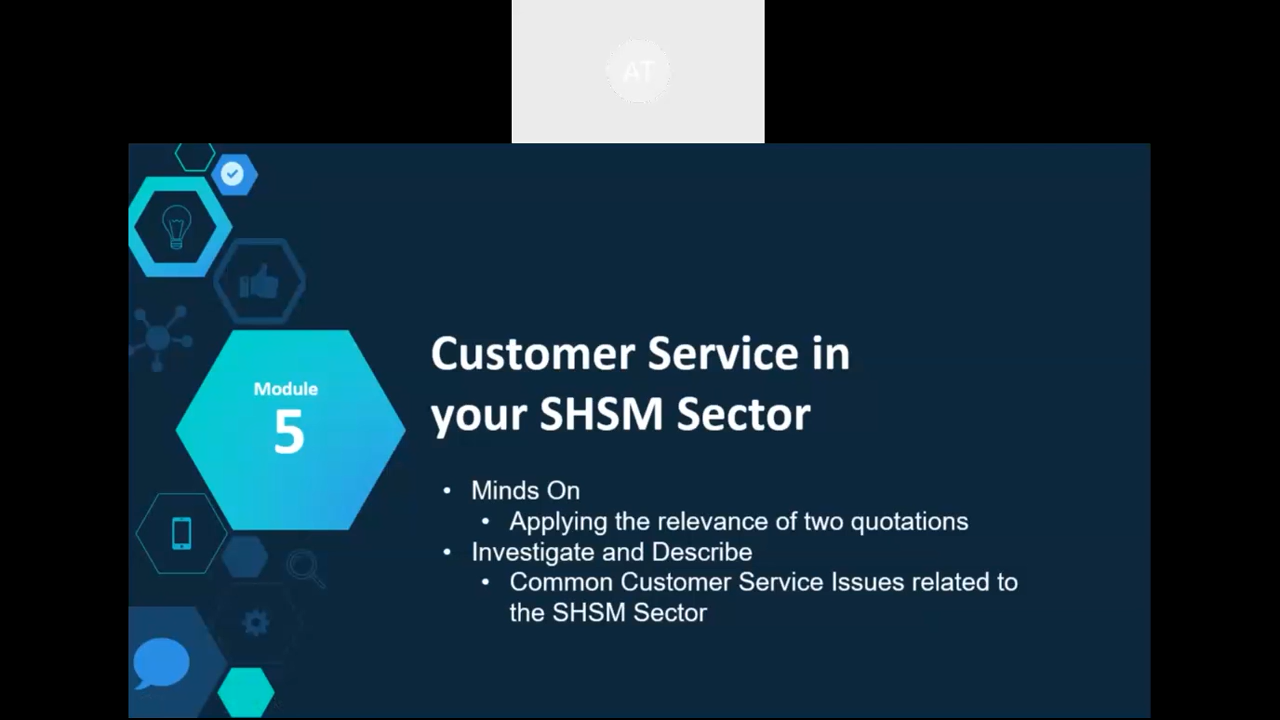 AT
Module
5
Customer Service in
your SHSM Sector
• Minds On
• Applying the relevance of two quotations
• Investigate and Describe
• Common Customer Service Issues related to
the SHSM Sector